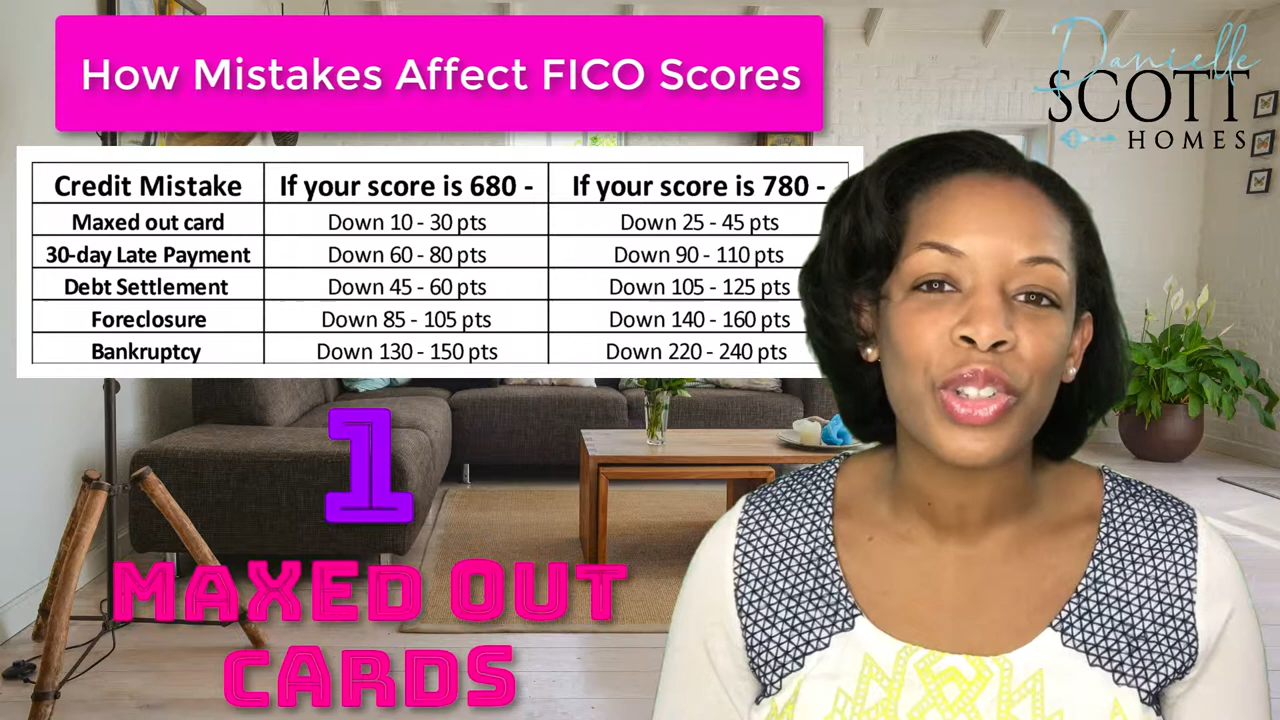 How Mistakes Affect FICO Scores
Danielle
SCOTT
HOMES
Credit Mistake If your score is 680 - If your score is 780 -
Maxed out card Down 10 - 30 pts Down 25 - 45 pts
30-day Late Payment Down 60 - 80 pts Down 90 - 110 pts
Debt Settlement Down 45 - 60 pts Down 105 - 125 pts
Foreclosure Down 85 - 105 pts Down 140 - 160 pts
Bankruptcy Down 130 - 150 pts Down 220 - 240 pts
1
MAXED OUT
CARDS